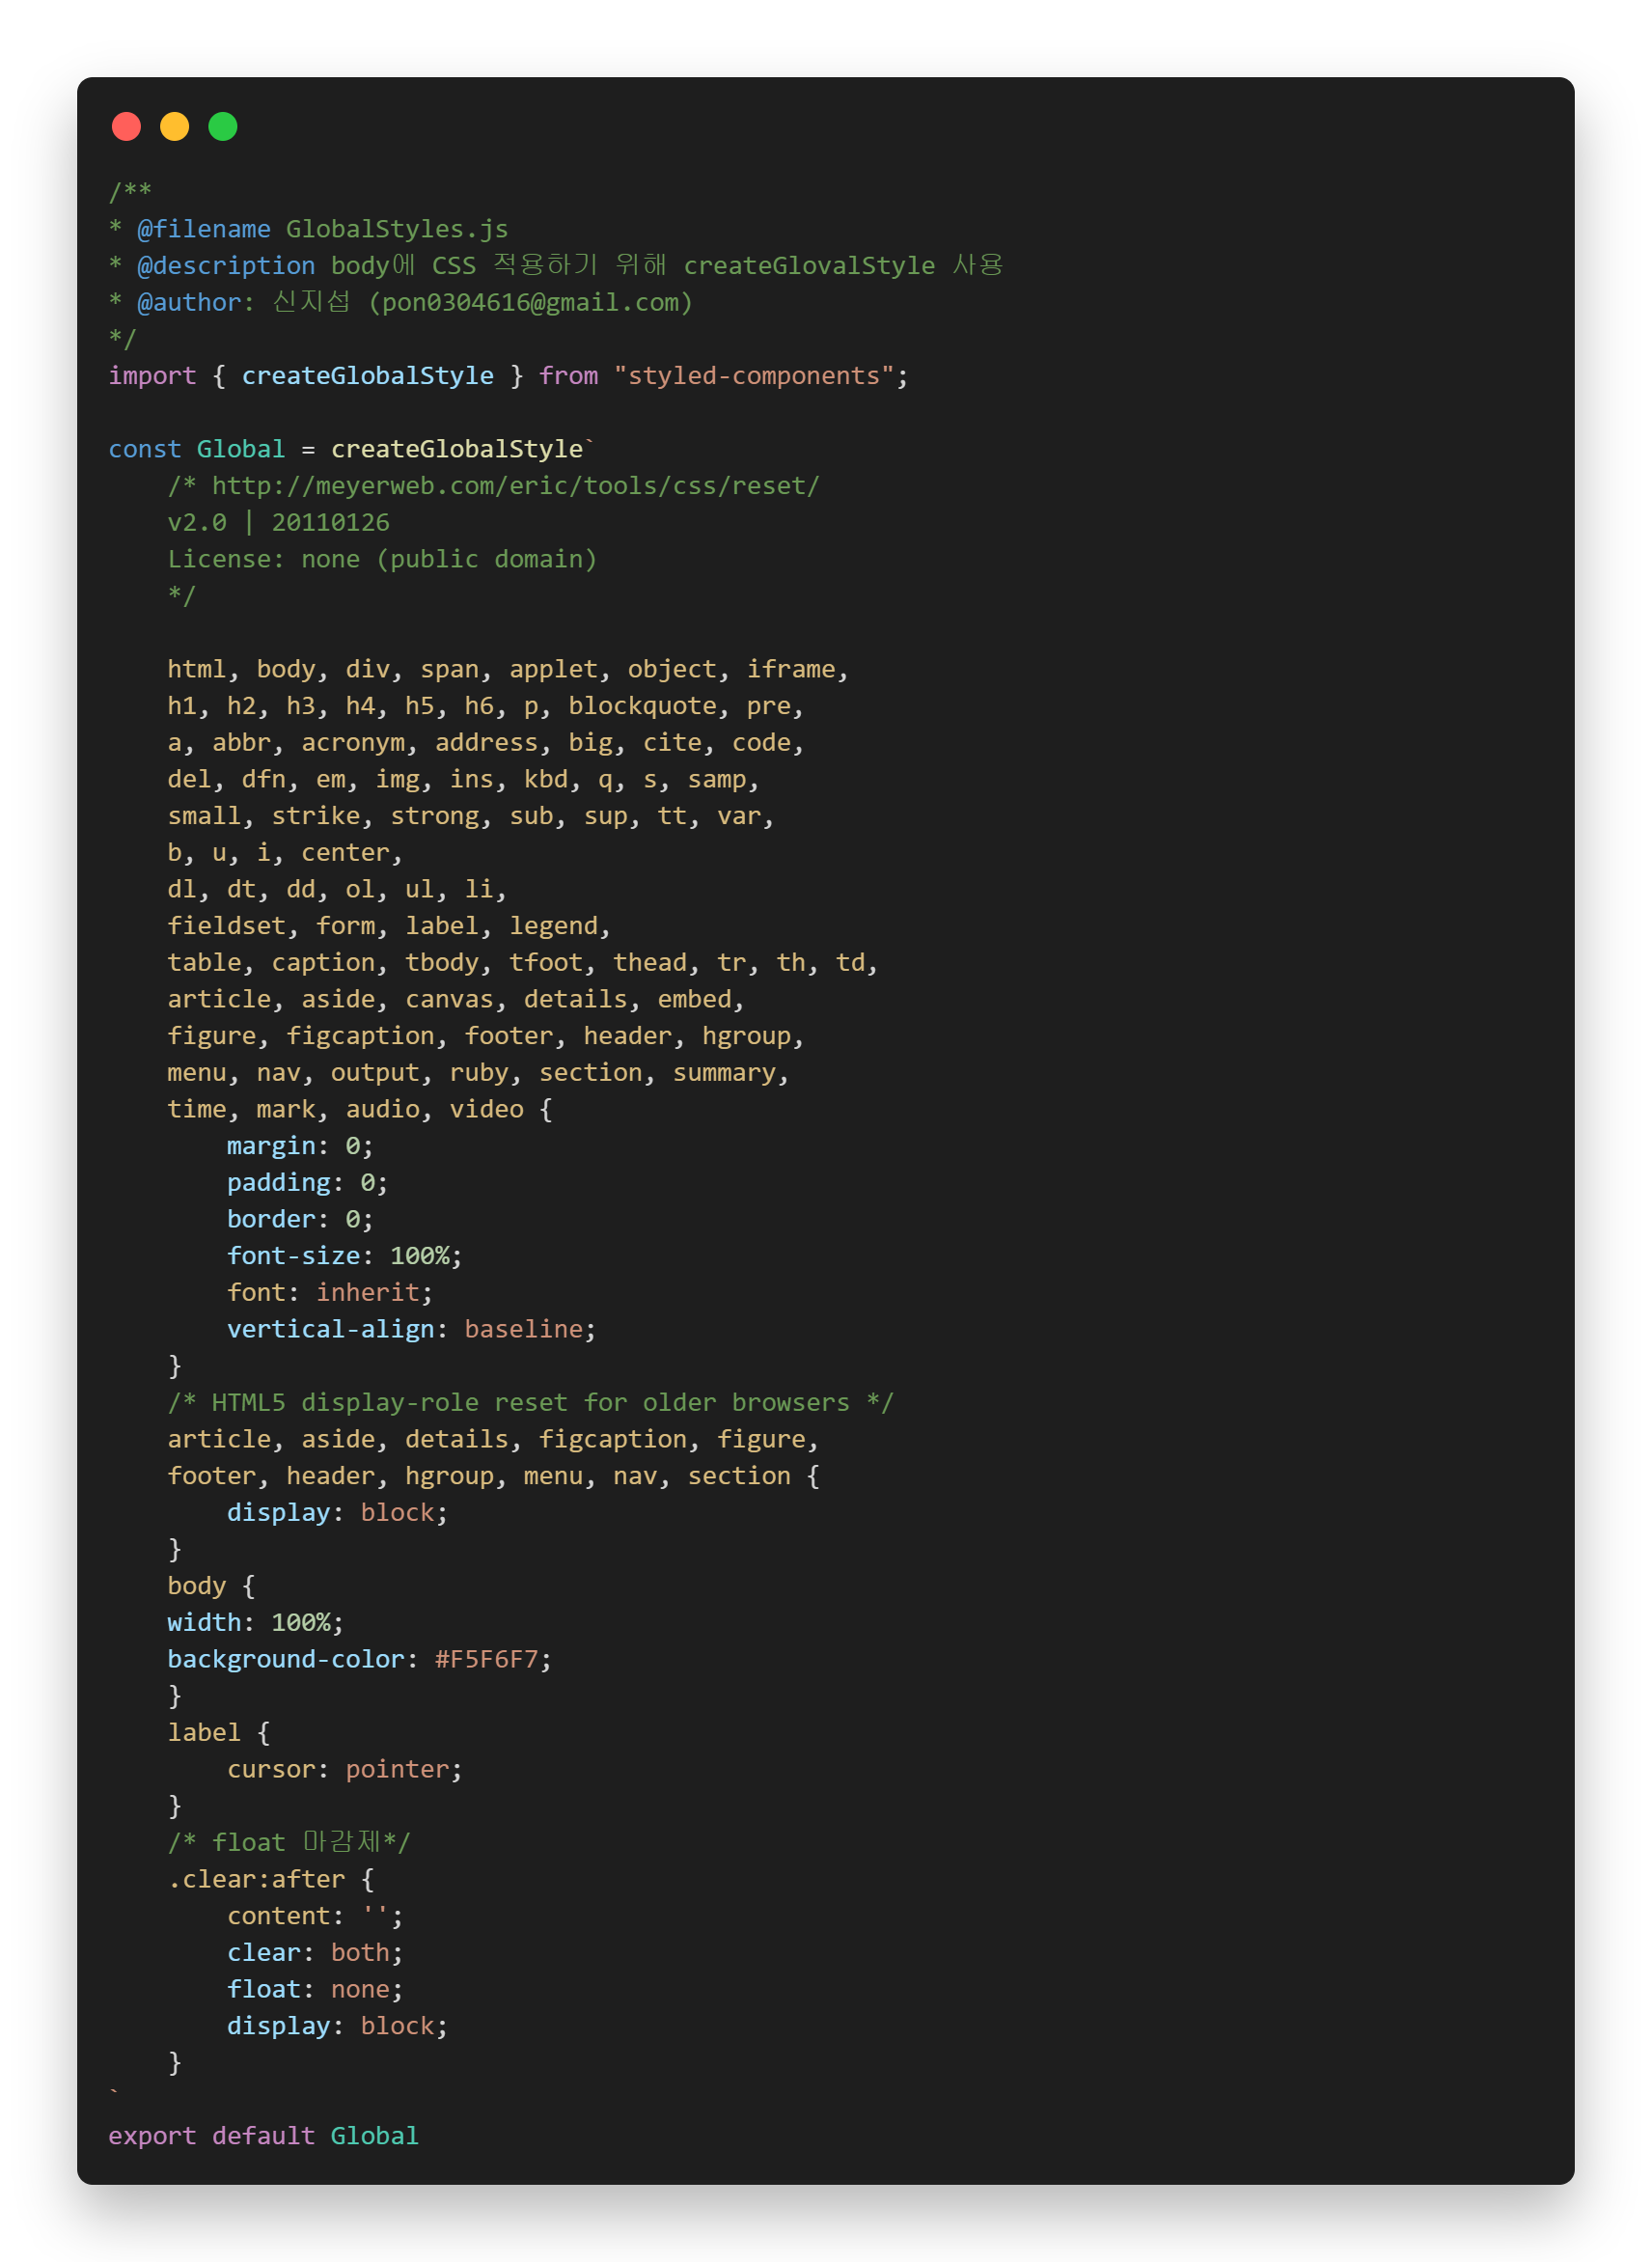 /**
* @filename GlobalStyles.js
* @description body에 CSS 적용하기 위해 createGlovalStyle 사용
* @author: 신지섭 (pon0304616@gmail.com)
*/
import { createGlobalStyle } from "styled-components";

const Global = createGlobalStyle`
    /* http://meyerweb.com/eric/tools/css/reset/
    v2.0 | 20110126
    License: none (public domain)
    */

    html, body, div, span, applet, object, iframe,
    h1, h2, h3, h4, h5, h6, p, blockquote, pre,
    a, abbr, acronym, address, big, cite, code,
    del, dfn, em, img, ins, kbd, q, s, samp,
    small, strike, strong, sub, sup, tt, var,
    b, u, i, center,
    dl, dt, dd, ol, ul, li,
    fieldset, form, label, legend,
    table, caption, tbody, tfoot, thead, tr, th, td,
    article, aside, canvas, details, embed,
    figure, figcaption, footer, header, hgroup,
    menu, nav, output, ruby, section, summary,
    time, mark, audio, video {
        margin: 0;
        padding: 0;
        border: 0;
        font-size: 100%;
        font: inherit;
        vertical-align: baseline;
    }
    /* HTML5 display-role reset for older browsers */
    article, aside, details, figcaption, figure,
    footer, header, hgroup, menu, nav, section {
        display: block;
    }
    body {
    width: 100%;
    background-color: #F5F6F7;
    }
    label {
        cursor: pointer;
    }
    /* float 마감제*/
    .clear:after {
        content: '';
        clear: both;
        float: none;
        display: block;
    }
`
export default Global